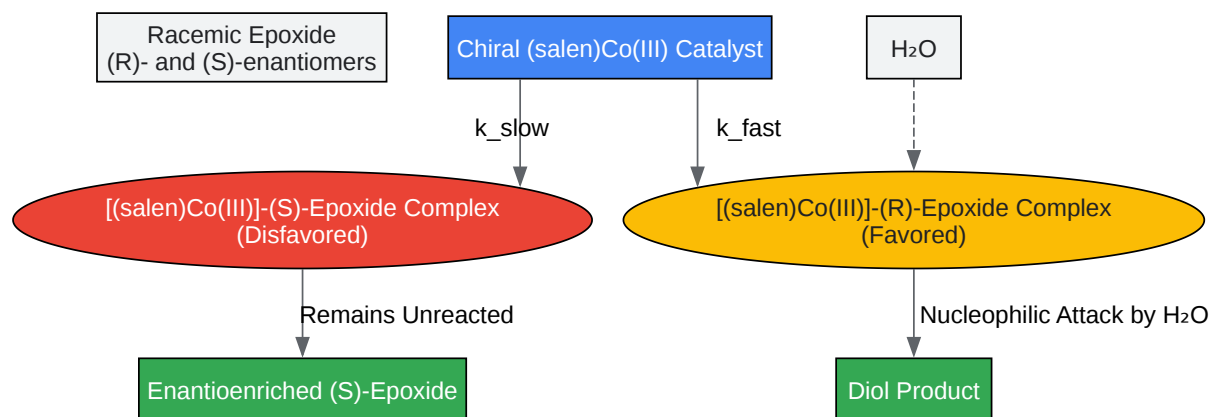 Racemic Epoxide
(R)- and (S)-enantiomers
Chiral (salen)Co(III) Catalyst
H₂O
k_slow
k_fast
[(salen)Co(III)]-(S)-Epoxide Complex
(Disfavored)
[(salen)Co(III)]-(R)-Epoxide Complex
(Favored)
Remains Unreacted
Nucleophilic Attack by H₂O
Enantioenriched (S)-Epoxide
Diol Product